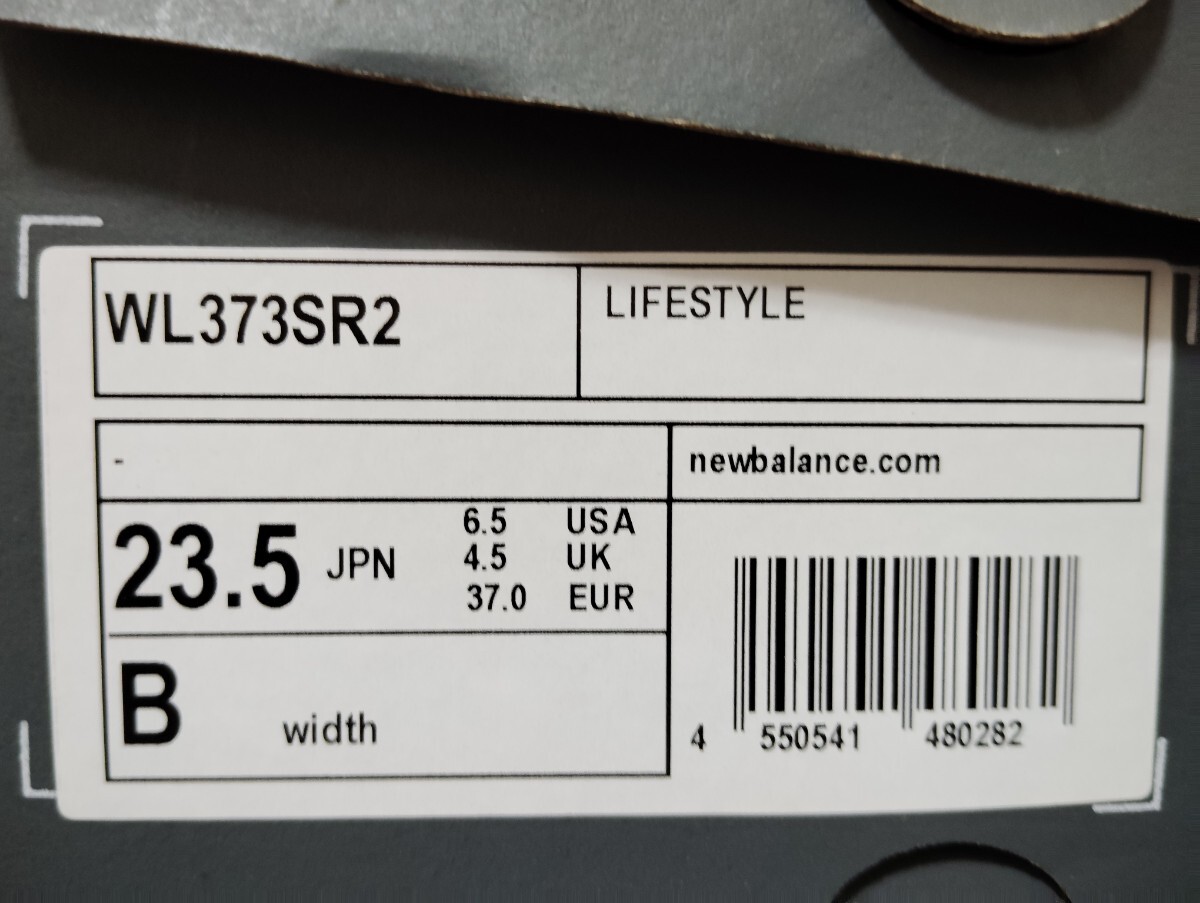 WL373SR2
LIFESTYLE
-
newbalance.com
23.5 JPN
6.5 USA
4.5 UK
37.0 EUR
B width
4 550541 480282